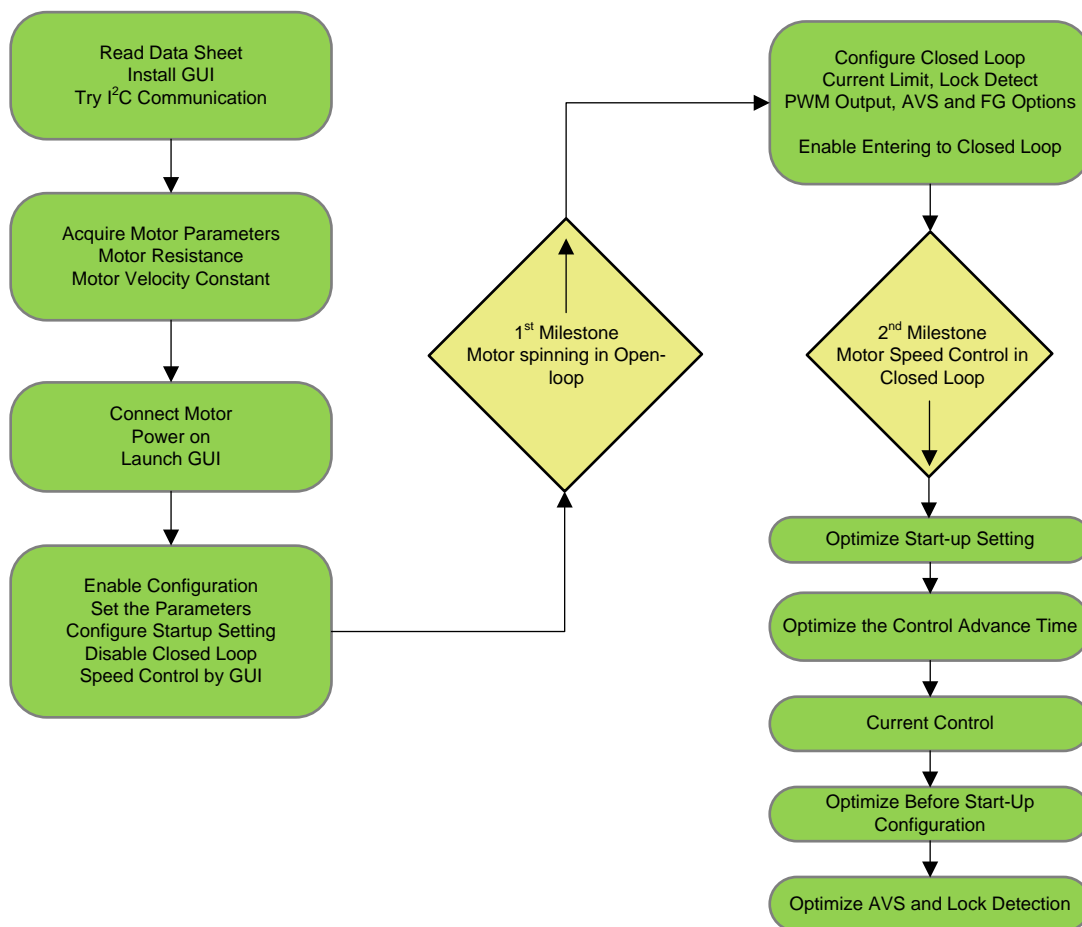 Read Data Sheet
Install GUI
Try I²C Communication
Acquire Motor Parameters
Motor Resistance
Motor Velocity Constant
Connect Motor
Power on
Launch GUI
Enable Configuration
Set the Parameters
Configure Startup Setting
Disable Closed Loop
Speed Control by GUI
1st Milestone
Motor spinning in Open-
loop
Configure Closed Loop
Current Limit, Lock Detect
PWM Output, AVS and FG Options
Enable Entering to Closed Loop
2nd Milestone
Motor Speed Control in
Closed Loop
Optimize Start-up Setting
Optimize the Control Advance Time
Current Control
Optimize Before Start-Up
Configuration
Optimize AVS and Lock Detection